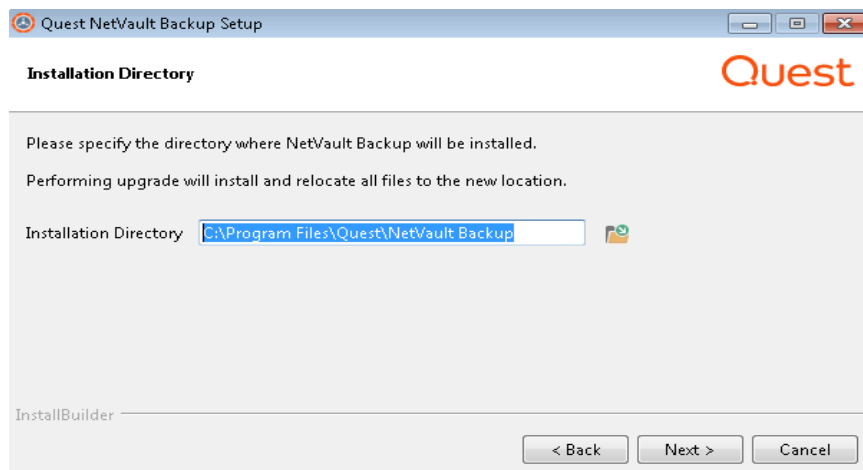 Quest NetVault Backup Setup
Installation Directory
Quest
Please specify the directory where NetVault Backup will be installed.
Performing upgrade will install and relocate all files to the new location.
Installation Directory C:\Program Files\Quest\NetVault Backup
InstallBuilder
< Back Next > Cancel